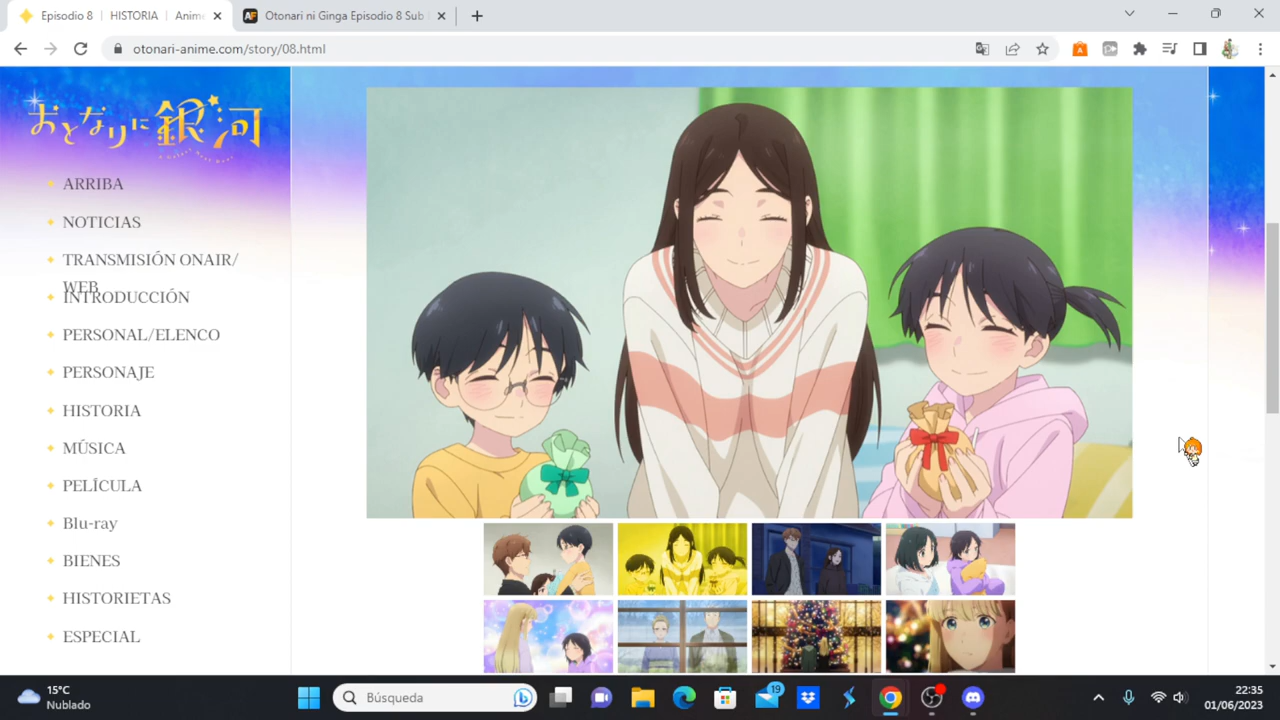 Episodio 8 | HISTORIA | Anime
Otonari ni Ginga Episodio 8 Sub
otonari-anime.com/story/08.html
おとなりに銀河
ARRIBA
NOTICIAS
TRANSMISIÓN ONAIR/
WEB
INTRODUCCIÓN
PERSONAL/ELENCO
PERSONAJE
HISTORIA
MÚSICA
PELÍCULA
Blu-ray
BIENES
HISTORIETAS
ESPECIAL
15°C
Nublado
Búsqueda
19
22:35
01/06/2023